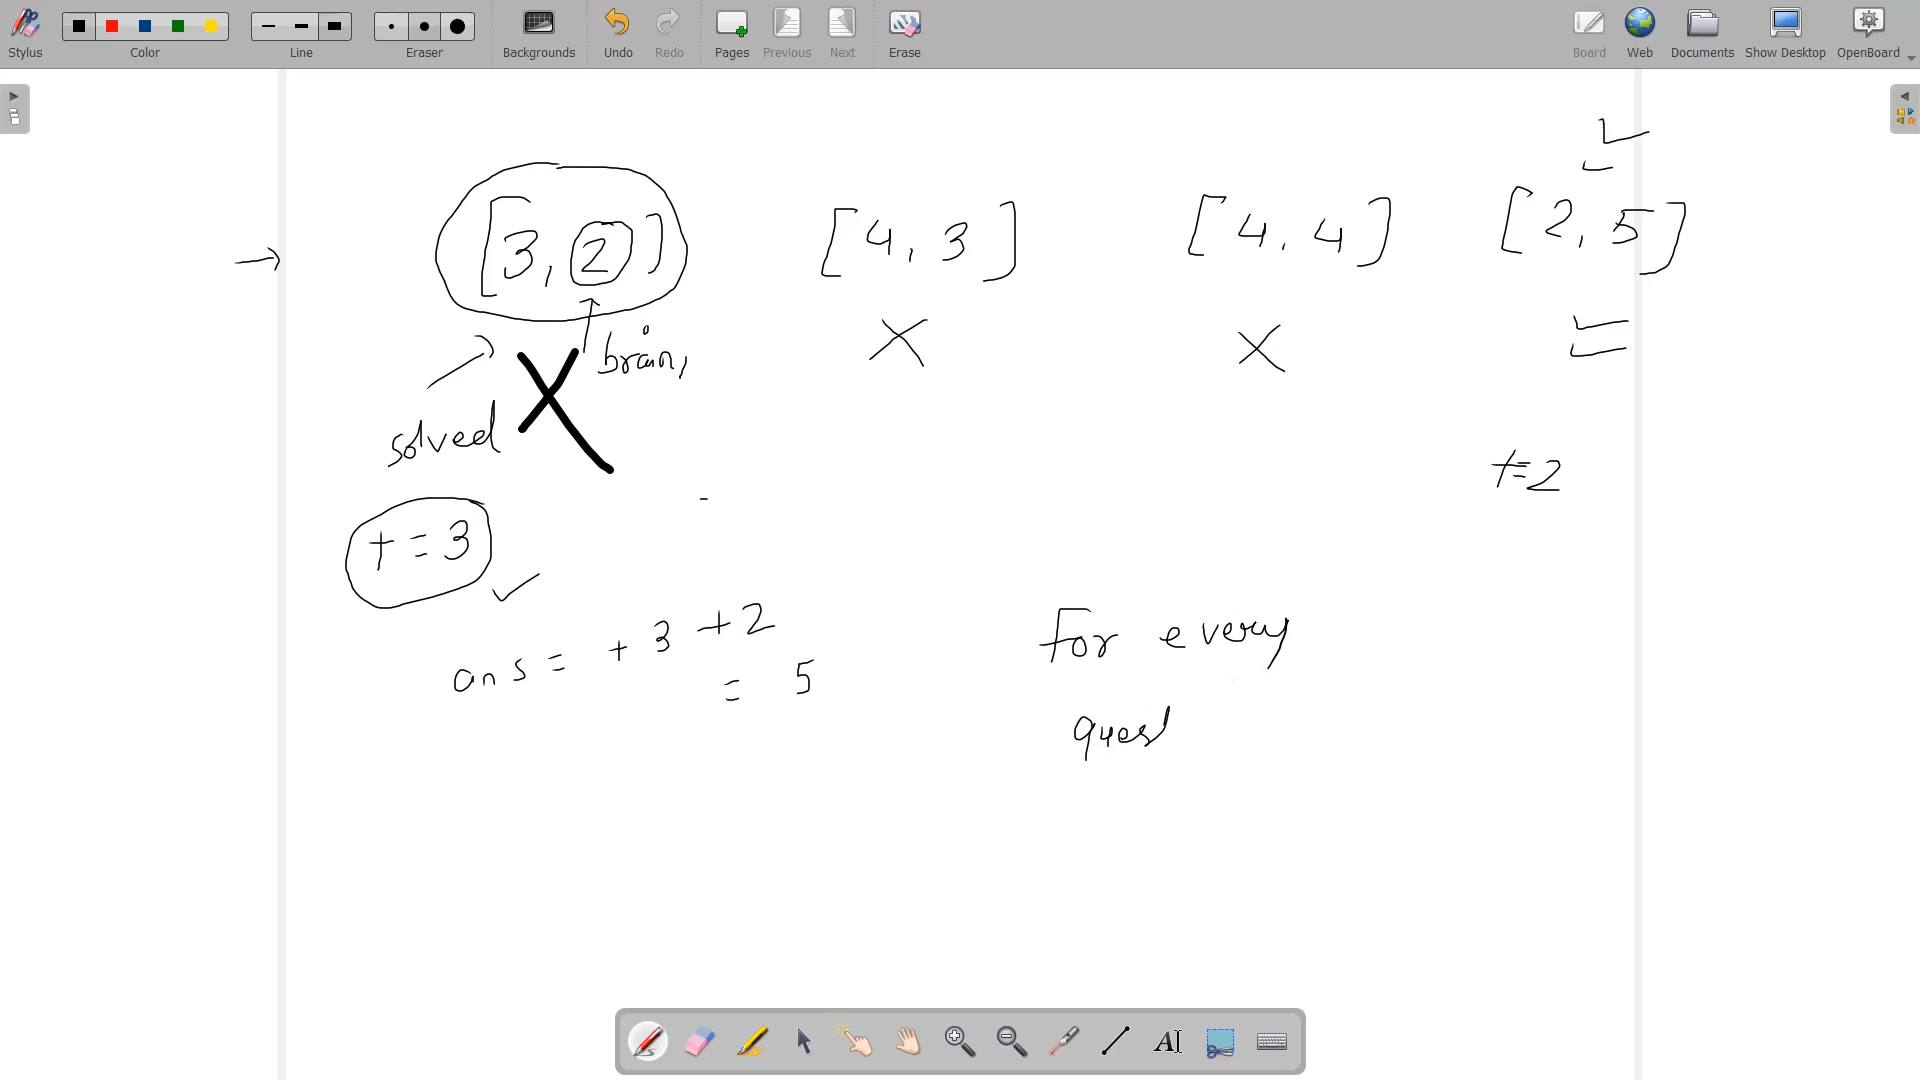 Stylus Color Line Eraser Backgrounds Undo Redo Pages Previous Next Erase Board Web Documents Show Desktop OpenBoard
→ [3, 2] [4, 3] [4, 4] [2, 5]
brain,
solved
t=2
t = 3
ans = + 3 + 2
= 5
for every
quest